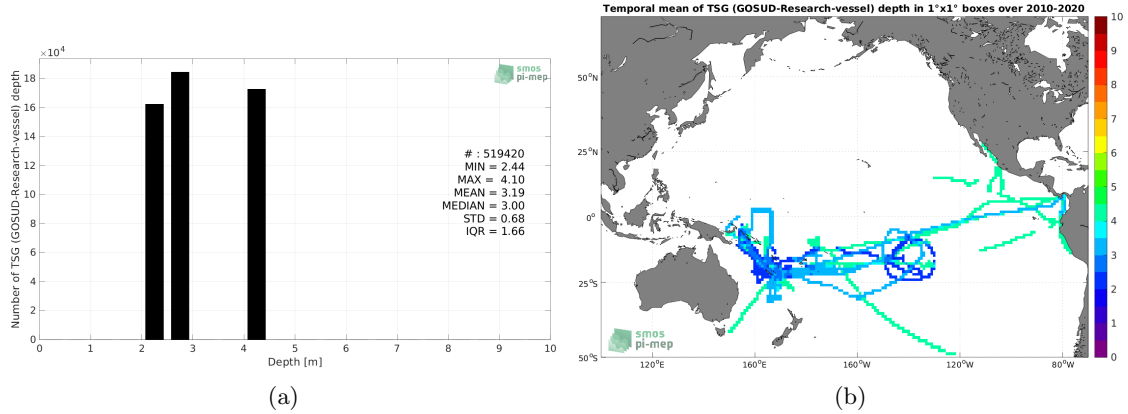 ×10⁴
18
16
14
12
10
8
6
4
2
0
Number of TSG (GOSUD-Research-vessel) depth
0 1 2 3 4 5 6 7 8 9 10
Depth [m]
smos
pi-mep
# : 519420
MIN = 2.44
MAX = 4.10
MEAN = 3.19
MEDIAN = 3.00
STD = 0.68
IQR = 1.66
(a)
Temporal mean of TSG (GOSUD-Research-vessel) depth in 1°x1° boxes over 2010-2020
50°N
25°N
0°
25°S
50°S
120°E 160°E 160°W 120°W 80°W
smos
pi-mep
10
9
8
7
6
5
4
3
2
1
0
(b)